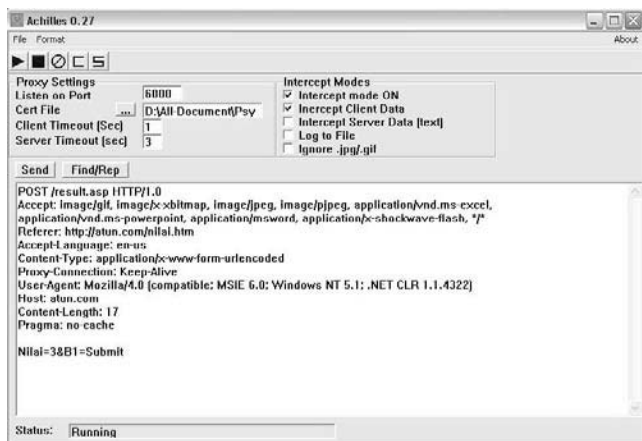 Achilles 0.27
File Format About
Proxy Settings
Listen on Port 6000
Cert File ... D:\All-Document\Psy
Client Timeout (Sec) 1
Server Timeout (sec) 3
Intercept Modes
Intercept mode ON
Inercept Client Data
Intercept Server Data (text)
Log to File
Ignore .jpg/.gif
Send Find/Rep
POST /result.asp HTTP/1.0
Accept: image/gif, image/x-xbitmap, image/jpeg, image/pjpeg, application/vnd.ms-excel,
application/vnd.ms-powerpoint, application/msword, application/x-shockwave-flash, */*
Referer: http://atun.com/nilai.htm
Accept-Language: en-us
Content-Type: application/x-www-form-urlencoded
Proxy-Connection: Keep-Alive
User-Agent: Mozilla/4.0 (compatible; MSIE 6.0; Windows NT 5.1; .NET CLR 1.1.4322)
Host: atun.com
Content-Length: 17
Pragma: no-cache
Nilai=3&B1=Submit
Status: Running